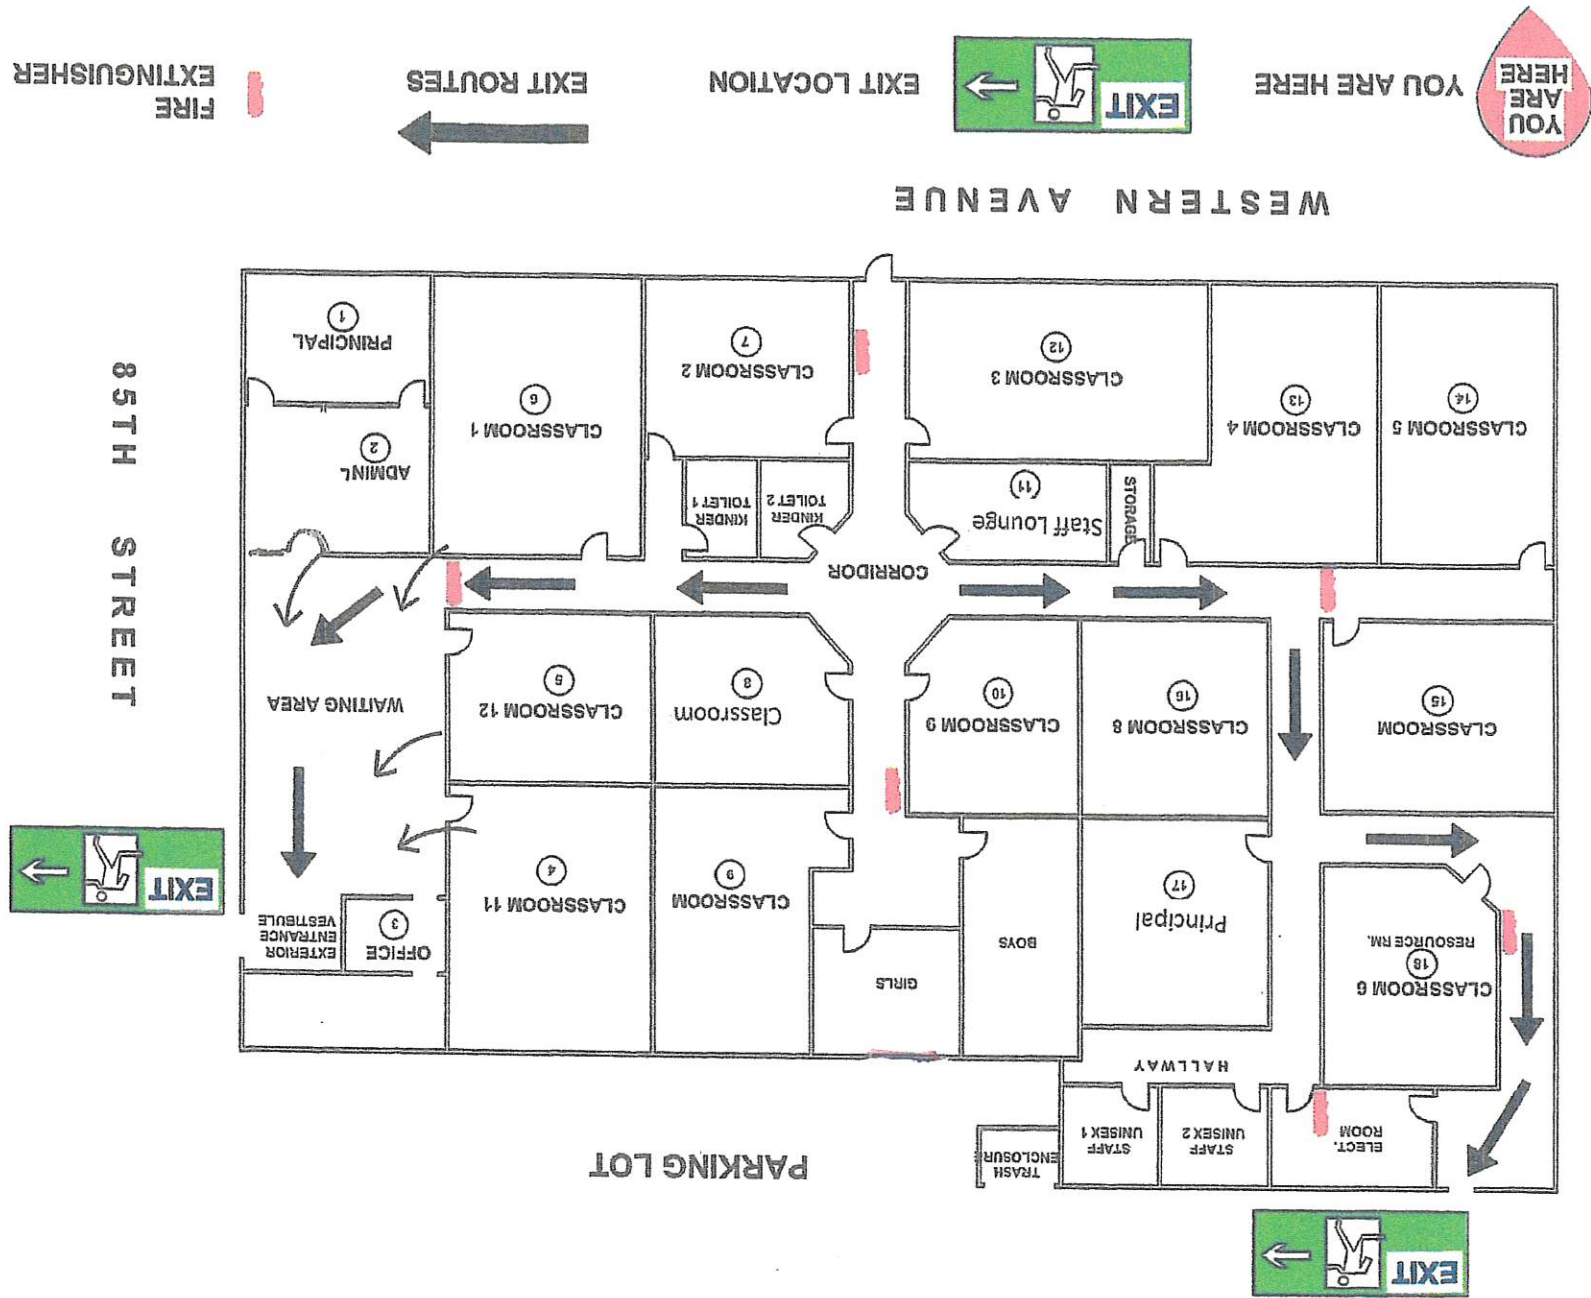 EXIT
PARKING LOT
ELECT.
ROOM
STAFF
UNISEX 2
STAFF
UNISEX 1
TRASH
ENCLOSURE
HALLWAY
CLASSROOM 6
18
RESOURCE RM.
Principal
17
BOYS
GIRLS
CLASSROOM
9
CLASSROOM 11
4
OFFICE
3
EXTERIOR
ENTRANCE
VESTIBULE
EXIT
CLASSROOM
15
CLASSROOM 8
16
CLASSROOM 9
10
Classroom
8
CLASSROOM 12
5
WAITING AREA
85TH STREET
CORRIDOR
STORAGE
Staff Lounge
11
KINDER
TOILET 2
KINDER
TOILET 1
CLASSROOM 5
14
CLASSROOM 4
13
CLASSROOM 3
12
CLASSROOM 2
7
CLASSROOM 1
6
ADMIN'L
2
PRINCIPAL
1
WESTERN AVENUE
YOU
ARE
HERE
YOU ARE HERE
EXIT
EXIT LOCATION
EXIT ROUTES
FIRE
EXTINGUISHER